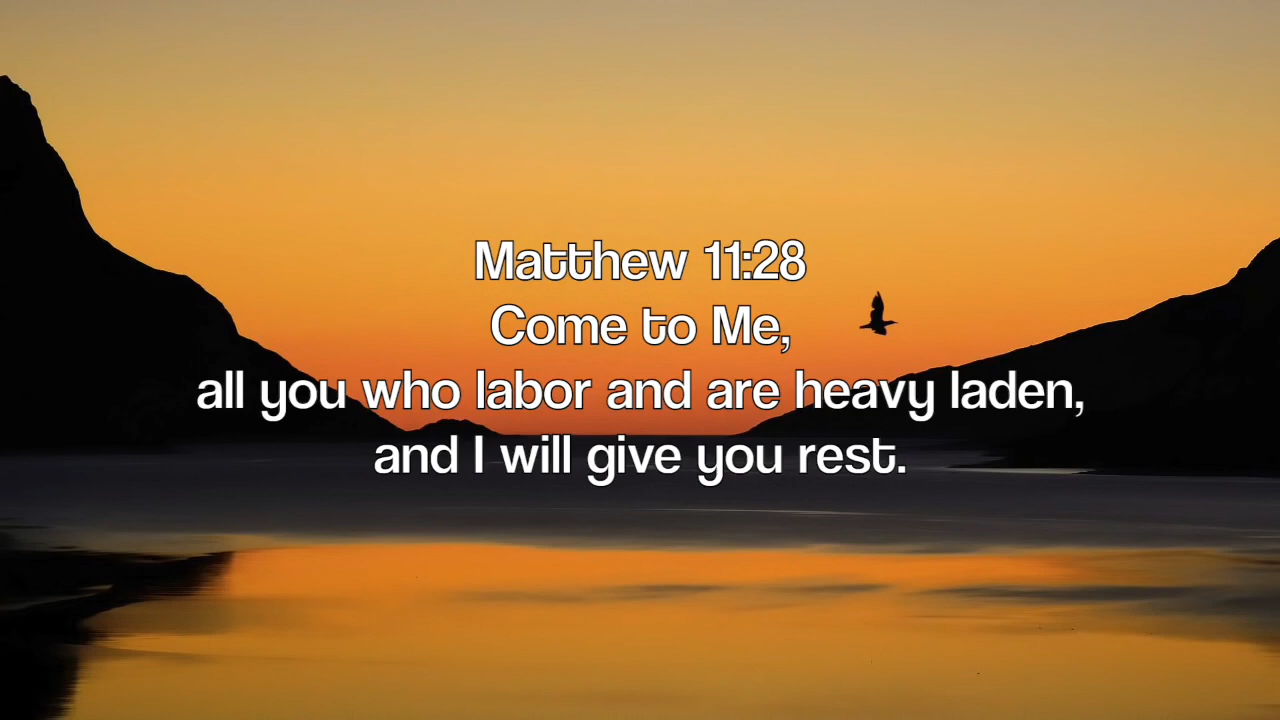 Matthew 11:28
Come to Me,
all you who labor and are heavy laden,
and I will give you rest.